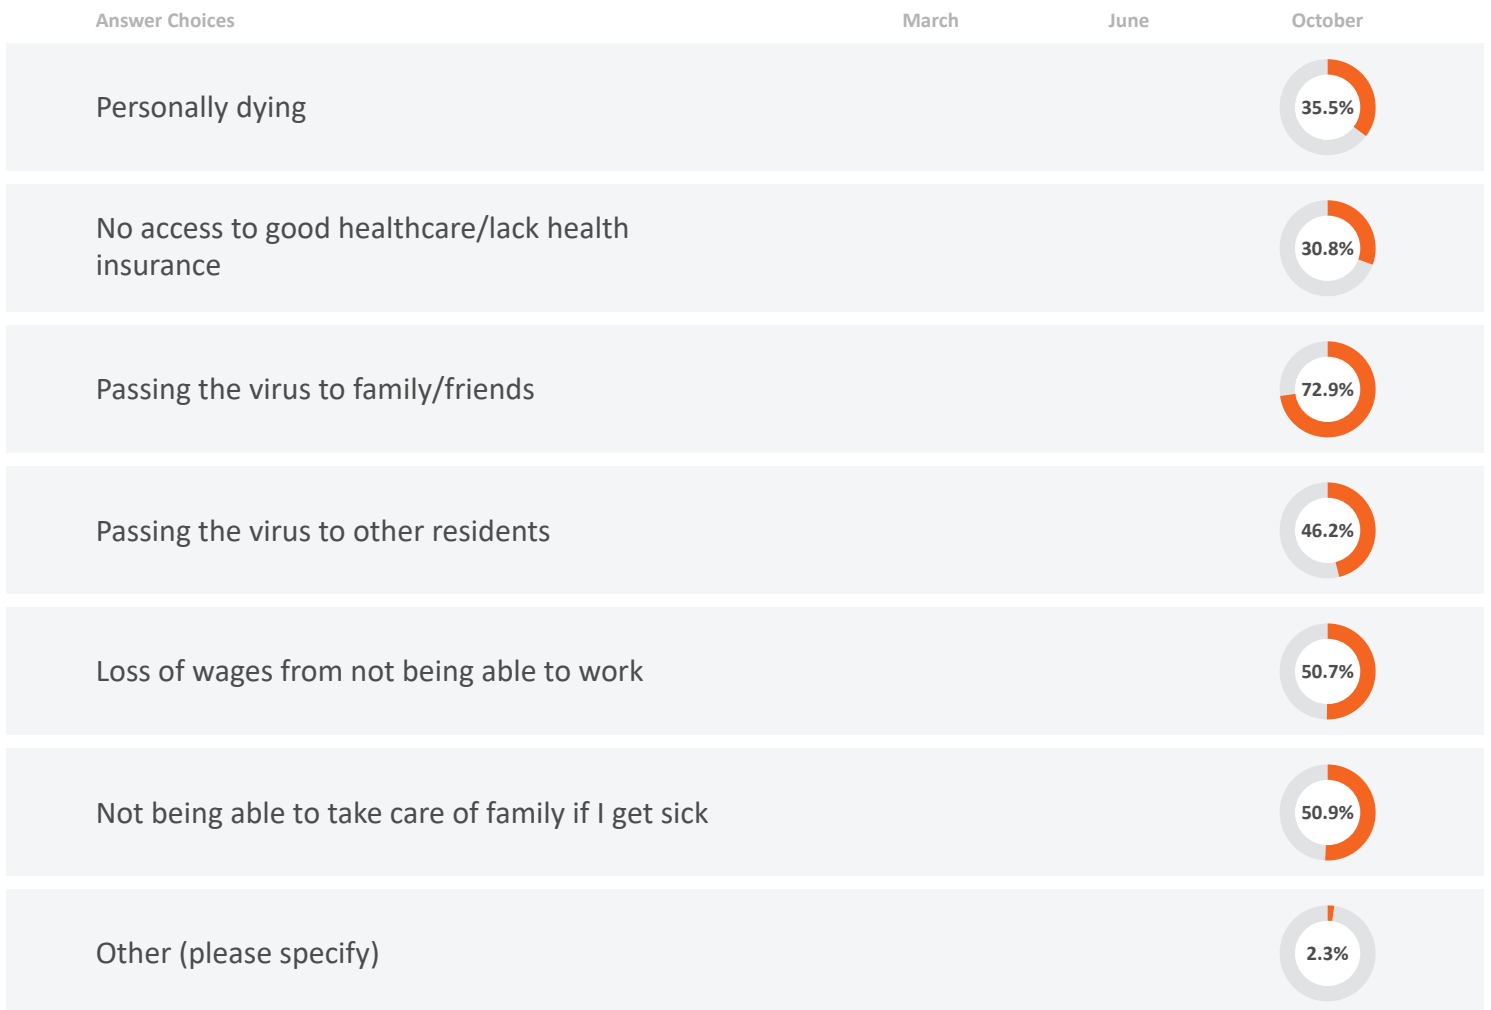 Answer Choices March June October
Personally dying 35.5%
No access to good healthcare/lack health
insurance
30.8%
Passing the virus to family/friends 72.9%
Passing the virus to other residents 46.2%
Loss of wages from not being able to work 50.7%
Not being able to take care of family if I get sick 50.9%
Other (please specify) 2.3%